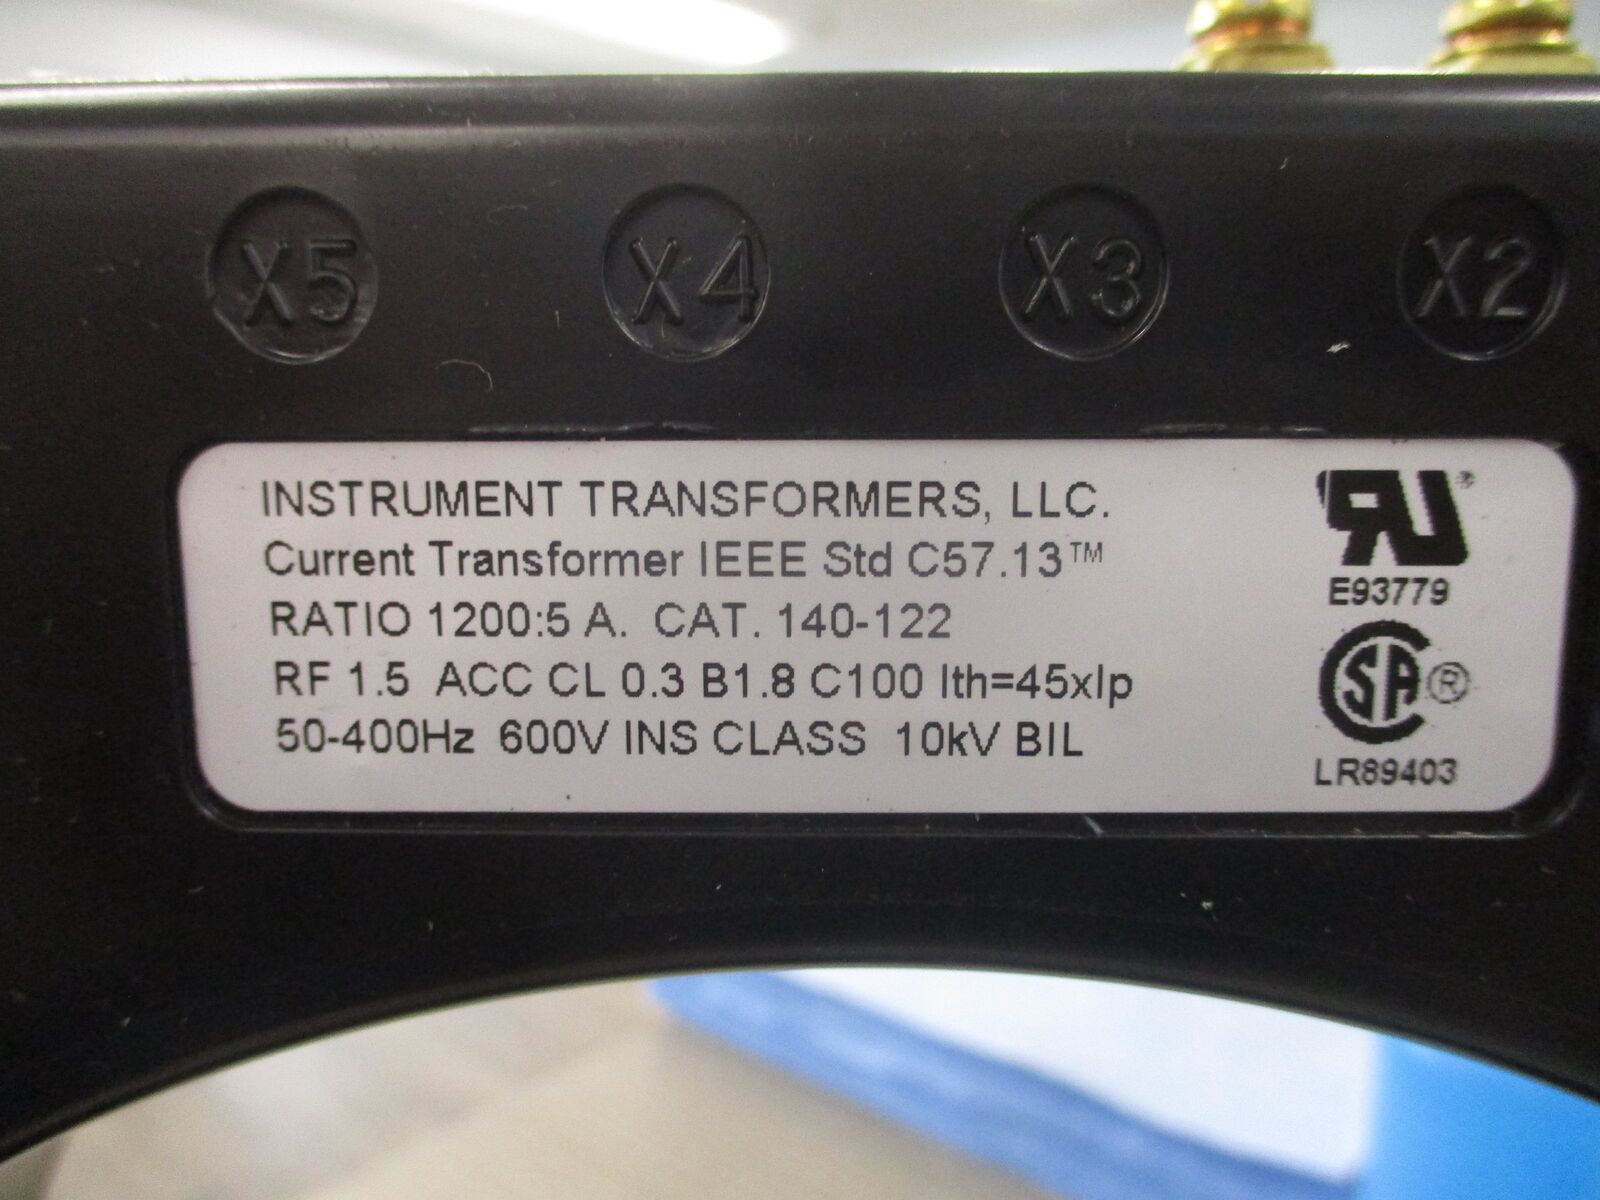 X5 X4 X3 X2
INSTRUMENT TRANSFORMERS, LLC.
Current Transformer IEEE Std C57.13™
RATIO 1200:5 A. CAT. 140-122
RF 1.5 ACC CL 0.3 B1.8 C100 Ith=45xIp
50-400Hz 600V INS CLASS 10kV BIL
RU®
E93779
SA ®
LR89403